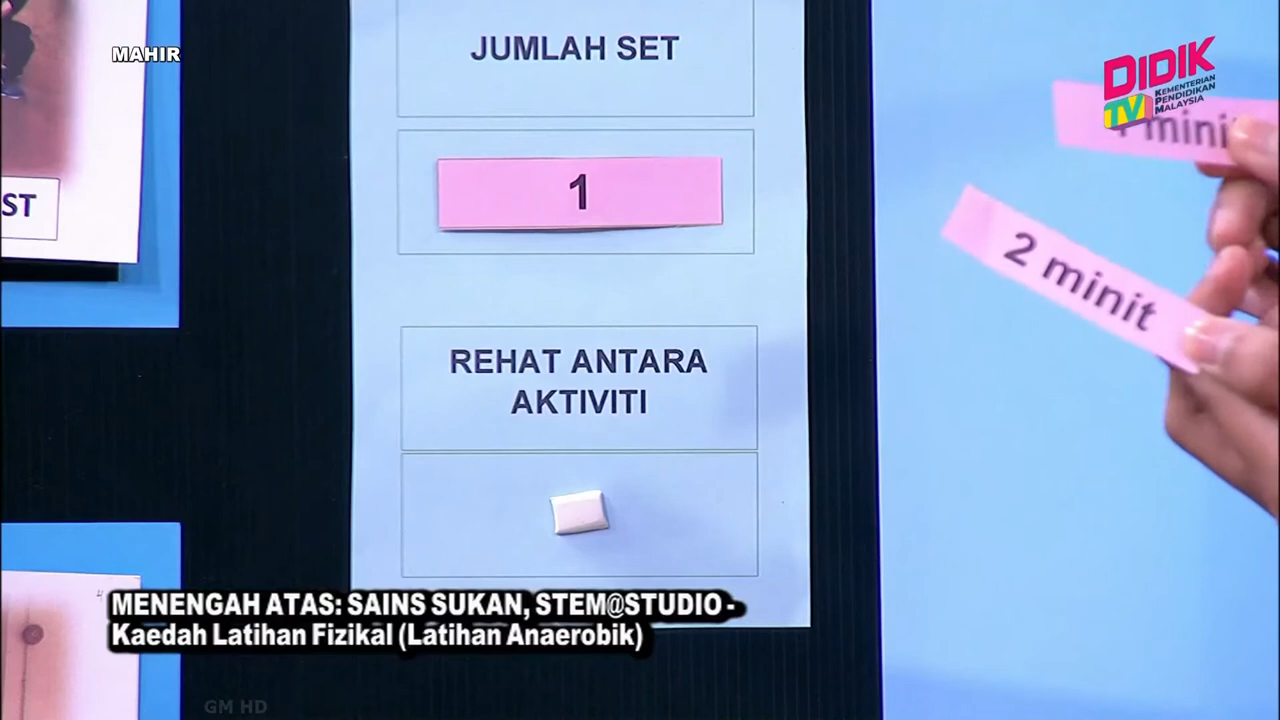 MAHIR
JUMLAH SET
1
ST
REHAT ANTARA
AKTIVITI
2 minit
DIDIK
TV
KEMENTERIAN
PENDIDIKAN
MALAYSIA
MENENGAH ATAS: SAINS SUKAN, STEM@STUDIO -
Kaedah Latihan Fizikal (Latihan Anaerobik)
GM HD